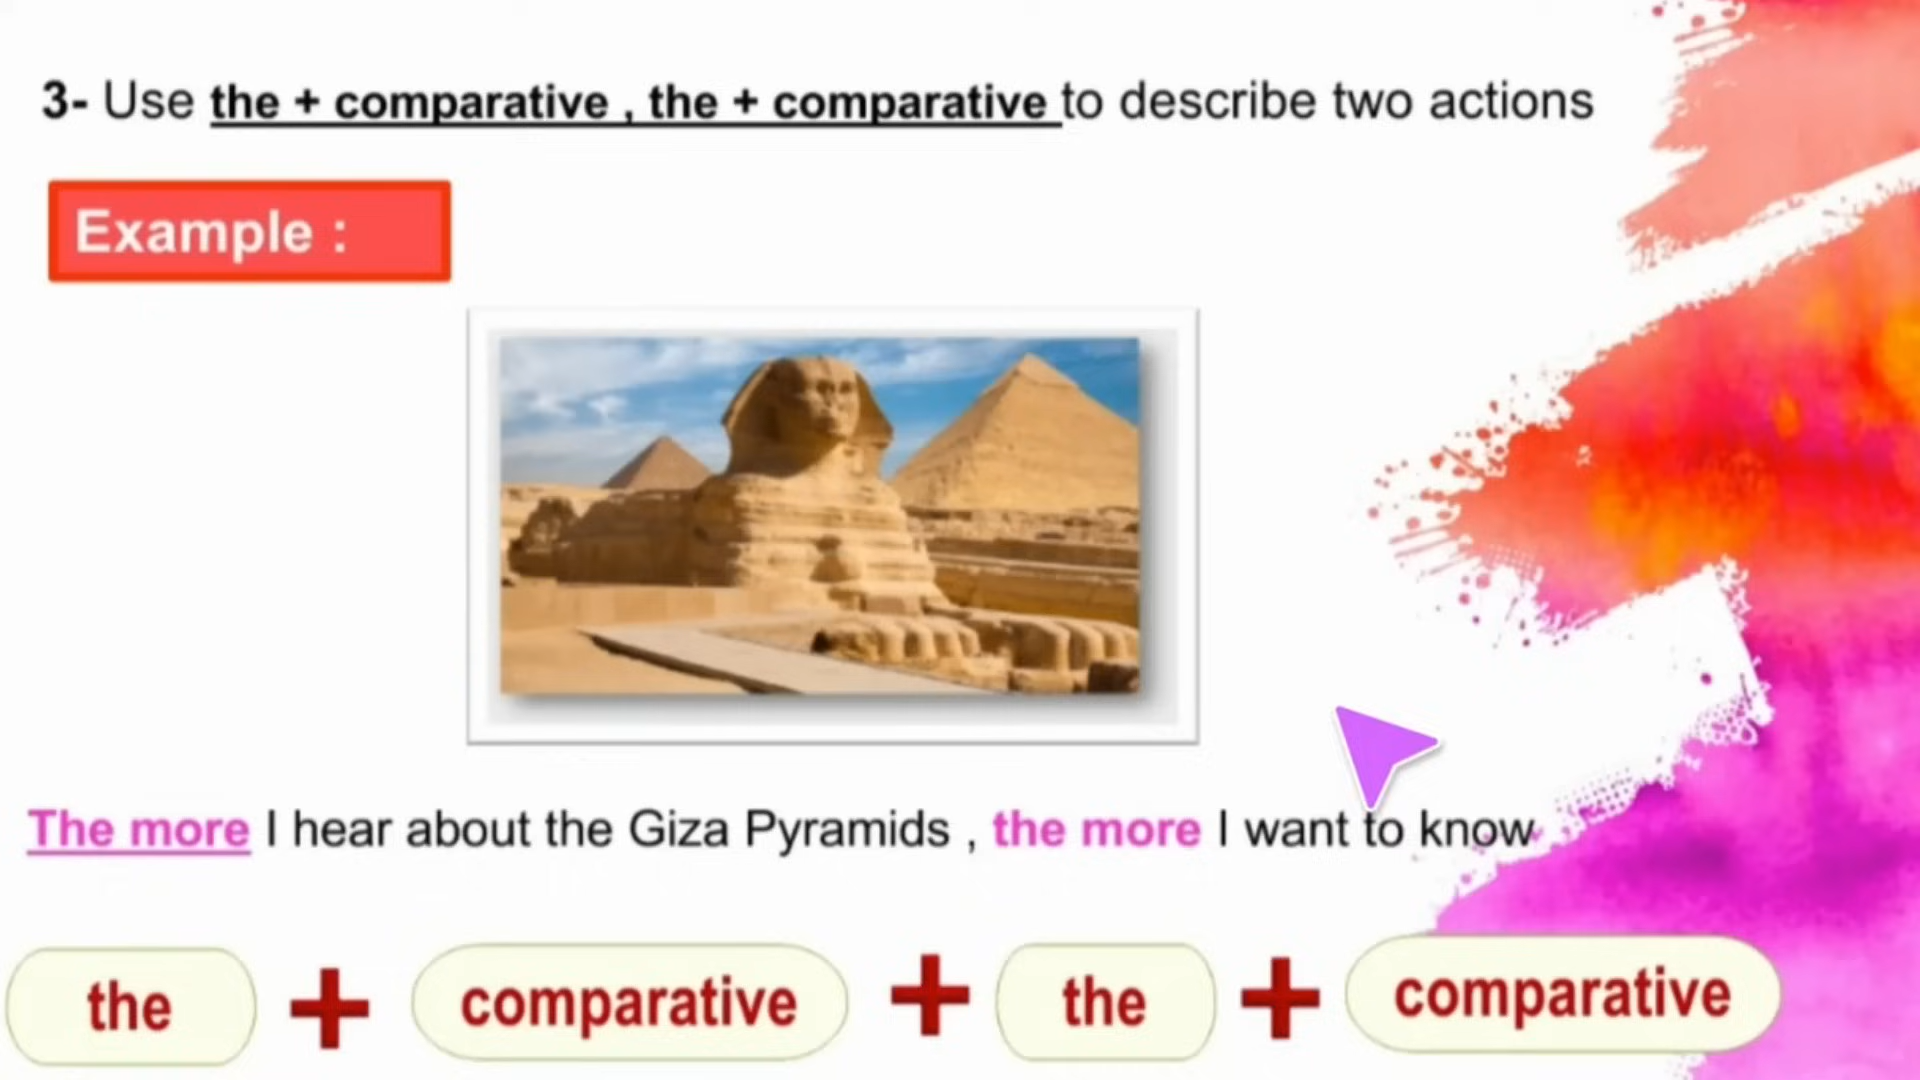 3- Use the + comparative , the + comparative to describe two actions
Example :
The more I hear about the Giza Pyramids , the more I want to know
the + comparative + the + comparative